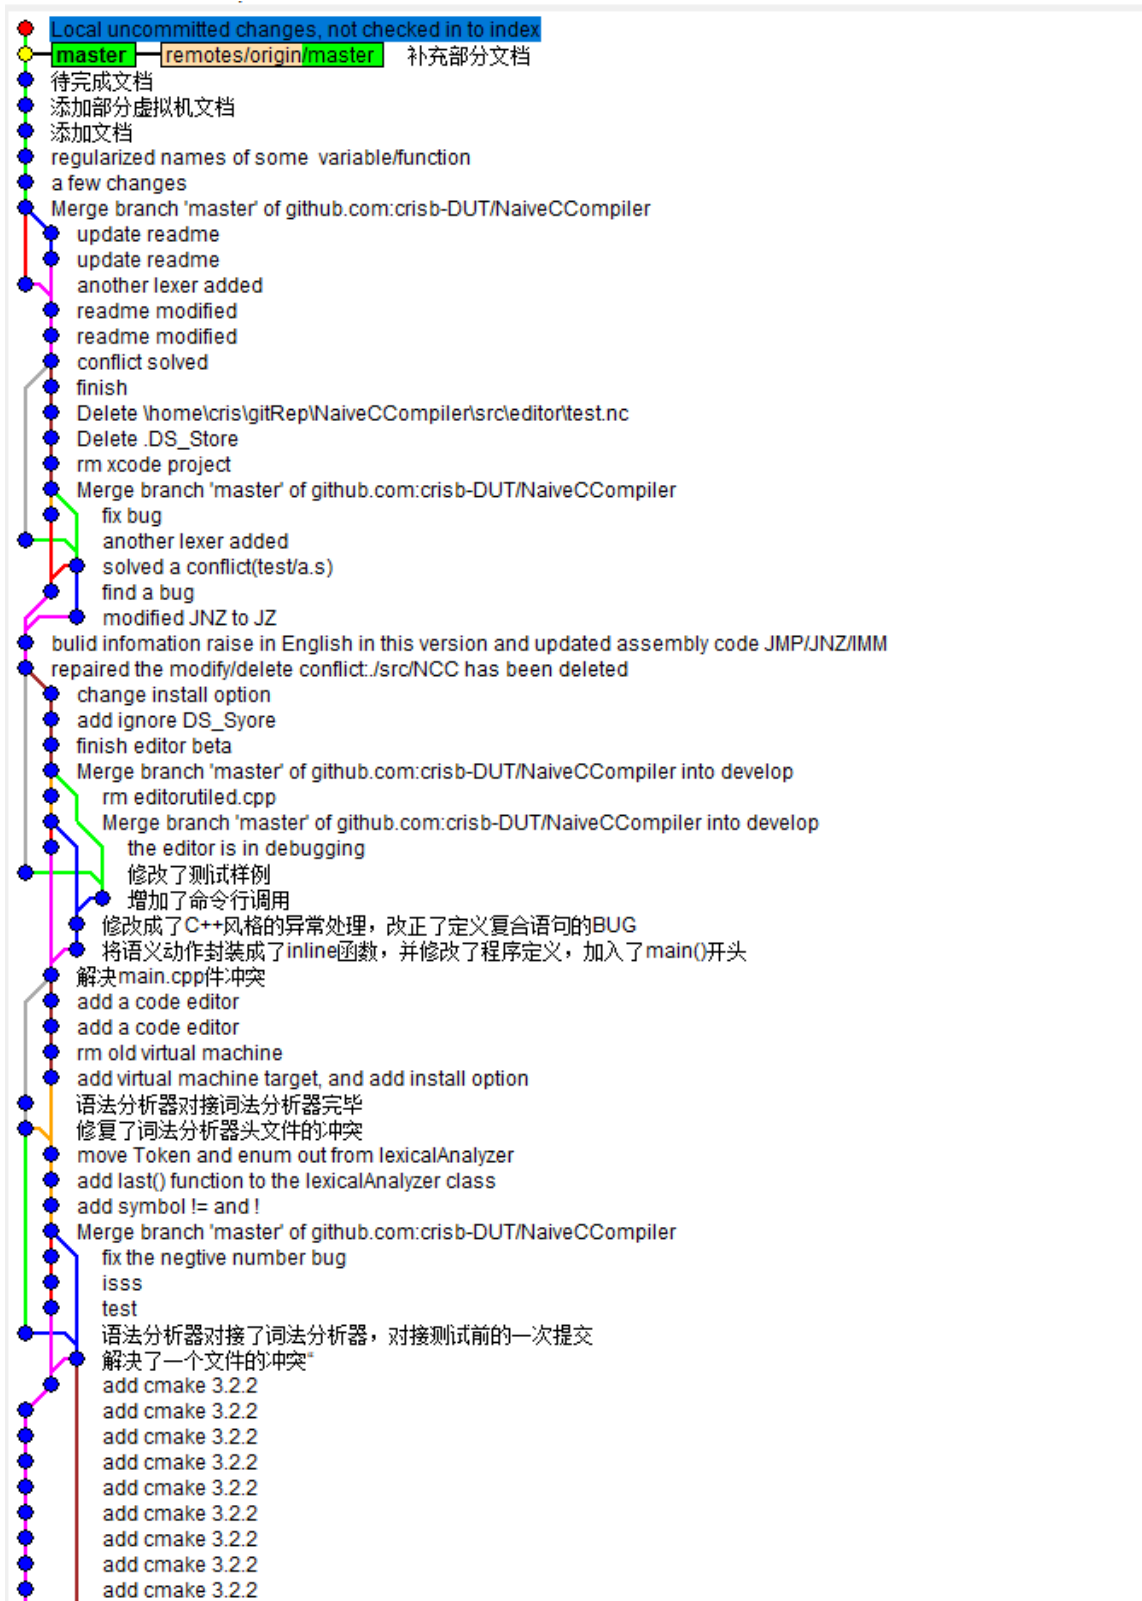 Local uncommitted changes, not checked in to index
master remotes/origin/master 补充部分文档
待完成文档
添加部分虚拟机文档
添加文档
regularized names of some  variable/function
a few changes
Merge branch 'master' of github.com:crisb-DUT/NaiveCCompiler
update readme
update readme
another lexer added
readme modified
readme modified
conflict solved
finish
Delete \home\cris\gitRep\NaiveCCompiler\src\editor\test.nc
Delete .DS_Store
rm xcode project
Merge branch 'master' of github.com:crisb-DUT/NaiveCCompiler
fix bug
another lexer added
solved a conflict(test/a.s)
find a bug
modified JNZ to JZ
bulid infomation raise in English in this version and updated assembly code JMP/JNZ/IMM
repaired the modify/delete conflict:./src/NCC has been deleted
change install option
add ignore DS_Syore
finish editor beta
Merge branch 'master' of github.com:crisb-DUT/NaiveCCompiler into develop
rm editorutiled.cpp
Merge branch 'master' of github.com:crisb-DUT/NaiveCCompiler into develop
the editor is in debugging
修改了测试样例
增加了命令行调用
修改成了C++风格的异常处理，改正了定义复合语句的BUG
将语义动作封装成了inline函数，并修改了程序定义，加入了main()开头
解决main.cpp件冲突
add a code editor
add a code editor
rm old virtual machine
add virtual machine target, and add install option
语法分析器对接词法分析器完毕
修复了词法分析器头文件的冲突
move Token and enum out from lexicalAnalyzer
add last() function to the lexicalAnalyzer class
add symbol != and !
Merge branch 'master' of github.com:crisb-DUT/NaiveCCompiler
fix the negtive number bug
isss
test
语法分析器对接了词法分析器，对接测试前的一次提交
解决了一个文件的冲突“
add cmake 3.2.2
add cmake 3.2.2
add cmake 3.2.2
add cmake 3.2.2
add cmake 3.2.2
add cmake 3.2.2
add cmake 3.2.2
add cmake 3.2.2
add cmake 3.2.2